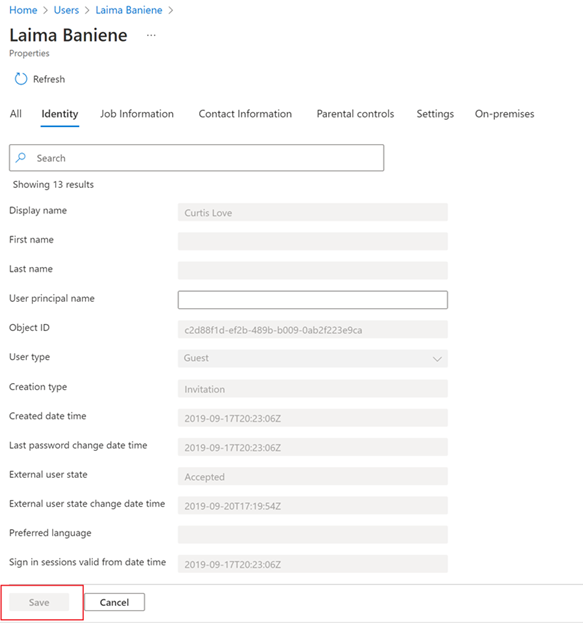 Home > Users > Laima Baniene >
Laima Baniene ...
Properties
Refresh
All Identity Job Information Contact Information Parental controls Settings On-premises
Search
Showing 13 results
Display name Curtis Love
First name
Last name
User principal name
Object ID c2d88f1d-ef2b-489b-b009-0ab2f223e9ca
User type Guest
Creation type Invitation
Created date time 2019-09-17T20:23:06Z
Last password change date time 2019-09-17T20:23:06Z
External user state Accepted
External user state change date time 2019-09-20T17:19:54Z
Preferred language
Sign in sessions valid from date time 2019-09-17T20:23:06Z
Save Cancel